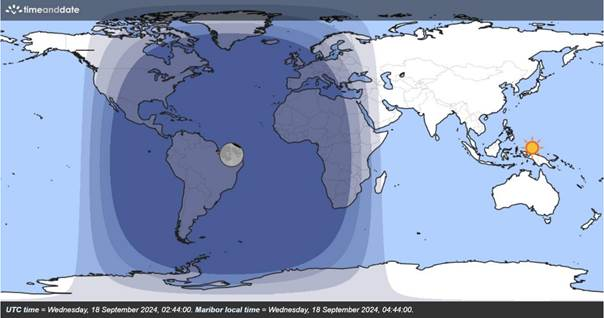 timeanddate
UTC time = Wednesday, 18 September 2024, 02:44:00. Maribor local time = Wednesday, 18 September 2024, 04:44:00.